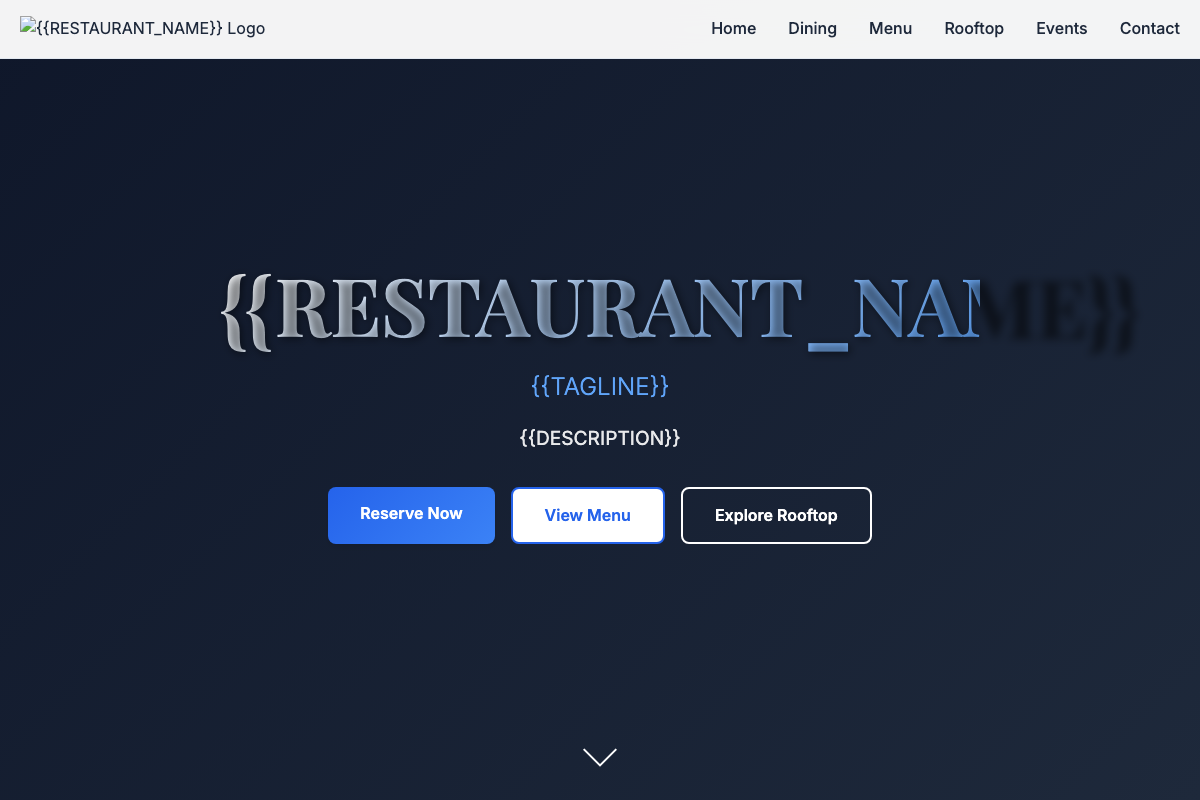 {{RESTAURANT_NAME}} Logo
Home Dining Menu Rooftop Events Contact
{{RESTAURANT_NAME}}
{{TAGLINE}}
{{DESCRIPTION}}
Reserve Now View Menu Explore Rooftop